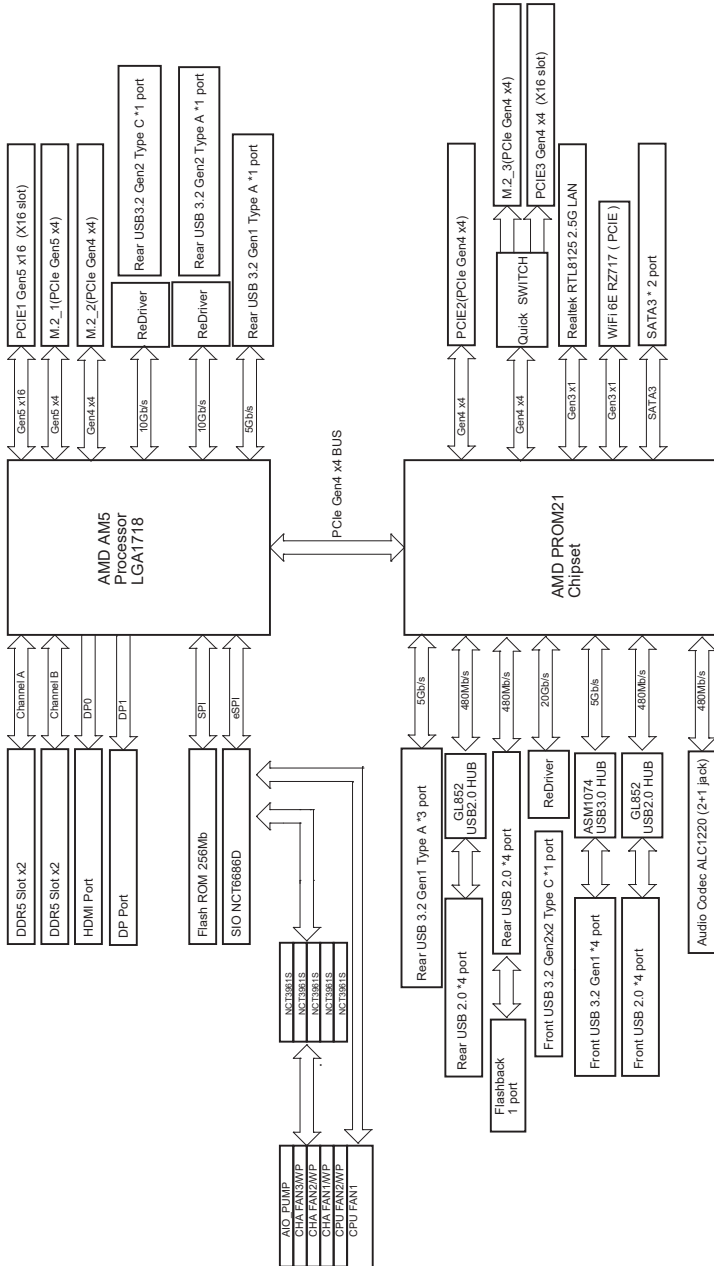 PCIE1 Gen5 x16 (X16 slot)
M.2_1(PCIe Gen5 x4)
M.2_2(PCIe Gen4 x4)
Rear USB3.2 Gen2 Type C *1 port
ReDriver
Rear USB 3.2 Gen2 Type A *1 port
ReDriver
Rear USB 3.2 Gen1 Type A *1 port
Gen5 x16
Gen5 x4
Gen4 x4
10Gb/s
10Gb/s
5Gb/s
AMD AM5
Processor
LGA1718
Channel A
Channel B
DP0
DP1
SPI
eSPI
DDR5 Slot x2
DDR5 Slot x2
HDMI Port
DP Port
Flash ROM 256Mb
SIO NCT6686D
NCT3961S
NCT3961S
NCT3961S
NCT3961S
NCT3961S
AIO_PUMP
CHA FAN3/WP
CHA FAN2/WP
CHA FAN1/WP
CPU FAN2/WP
CPU FAN1
PCIe Gen4 x4 BUS
PCIE2(PCIe Gen4 x4)
M.2_3(PCIe Gen4 x4)
PCIE3 Gen4 x4 (X16 slot)
Quick SWITCH
Realtek RTL8125 2.5G LAN
WiFi 6E RZ717 ( PCIE )
SATA3 * 2 port
Gen4 x4
Gen4 x4
Gen3 x1
Gen3 x1
SATA3
AMD PROM21
Chipset
5Gb/s
480Mb/s
480Mb/s
20Gb/s
5Gb/s
480Mb/s
480Mb/s
Rear USB 3.2 Gen1 Type A *3 port
GL852
USB2.0 HUB
Rear USB 2.0 *4 port
Rear USB 2.0 *4 port
Flashback
1 port
ReDriver
Front USB 3.2 Gen2x2 Type C *1 port
ASM1074
USB3.0 HUB
Front USB 3.2 Gen1 *4 port
GL852
USB2.0 HUB
Front USB 2.0 *4 port
Audio Codec ALC1220 (2+1 jack)